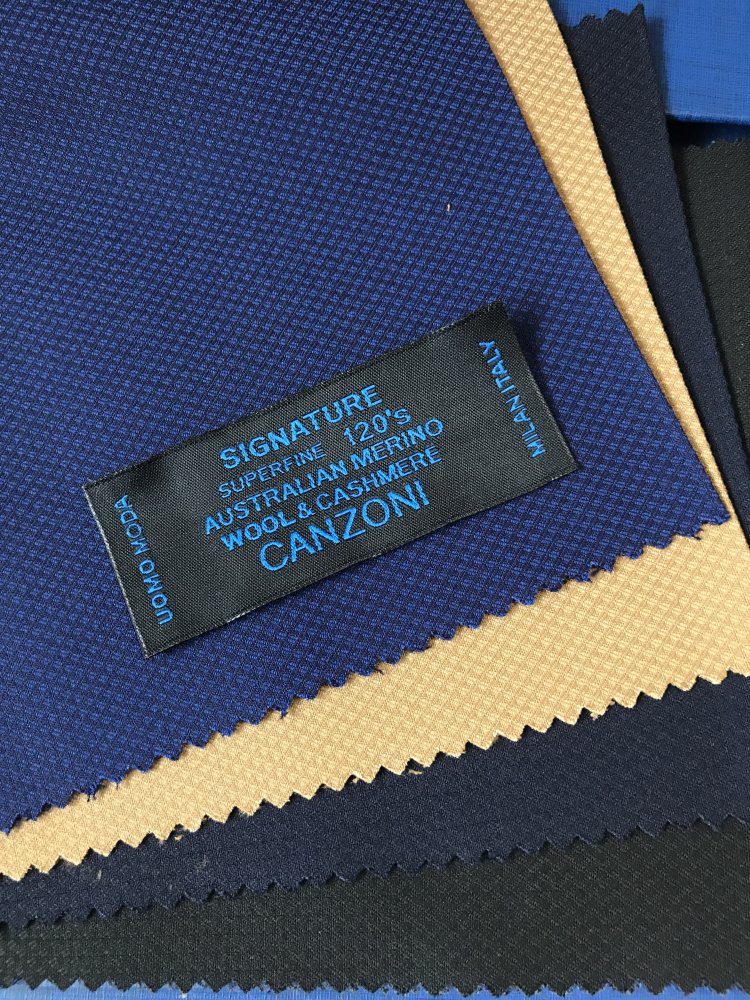 UOMO MODA
SIGNATURE
SUPERFINE 120's
AUSTRALIAN MERINO
WOOL & CASHMERE
CANZONI
MILAN ITALY